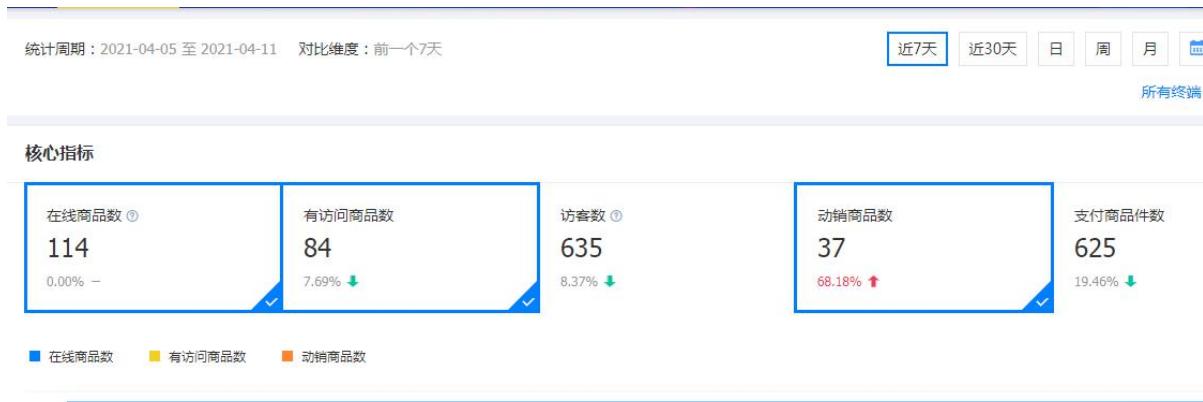 统计周期：2021-04-05 至 2021-04-11 对比维度：前一个7天 近7天 近30天 日 周 月
所有终端
核心指标
在线商品数 有访问商品数 访客数 动销商品数 支付商品件数
114 84 635 37 625
0.00% － 7.69% 8.37% 68.18% 19.46%
在线商品数 有访问商品数 动销商品数